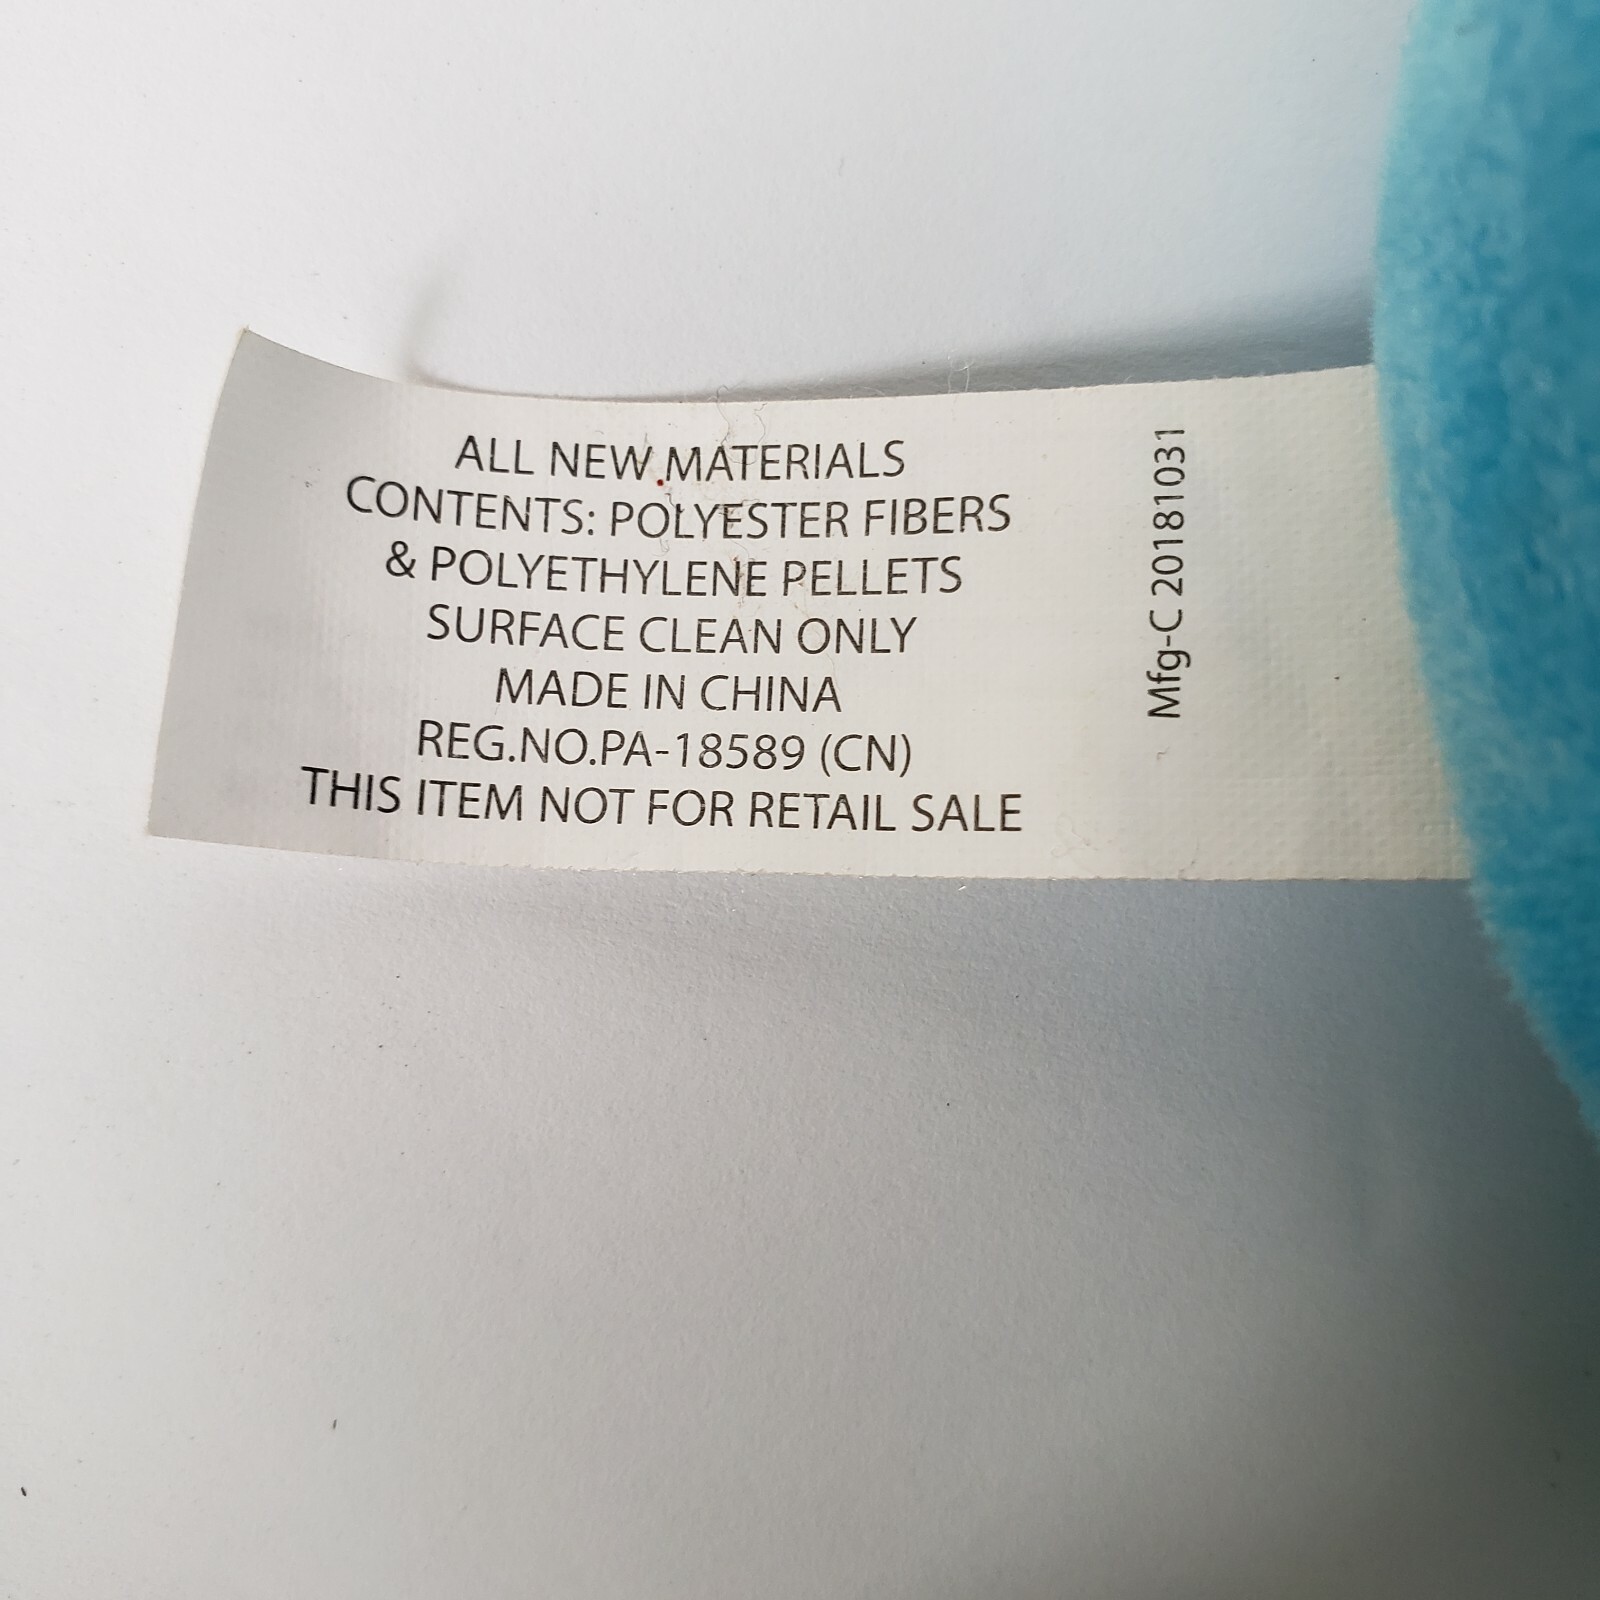 ALL NEW MATERIALS
CONTENTS: POLYESTER FIBERS
& POLYETHYLENE PELLETS
SURFACE CLEAN ONLY
MADE IN CHINA
REG.NO.PA-18589 (CN)
THIS ITEM NOT FOR RETAIL SALE
Mfg-C 20181031